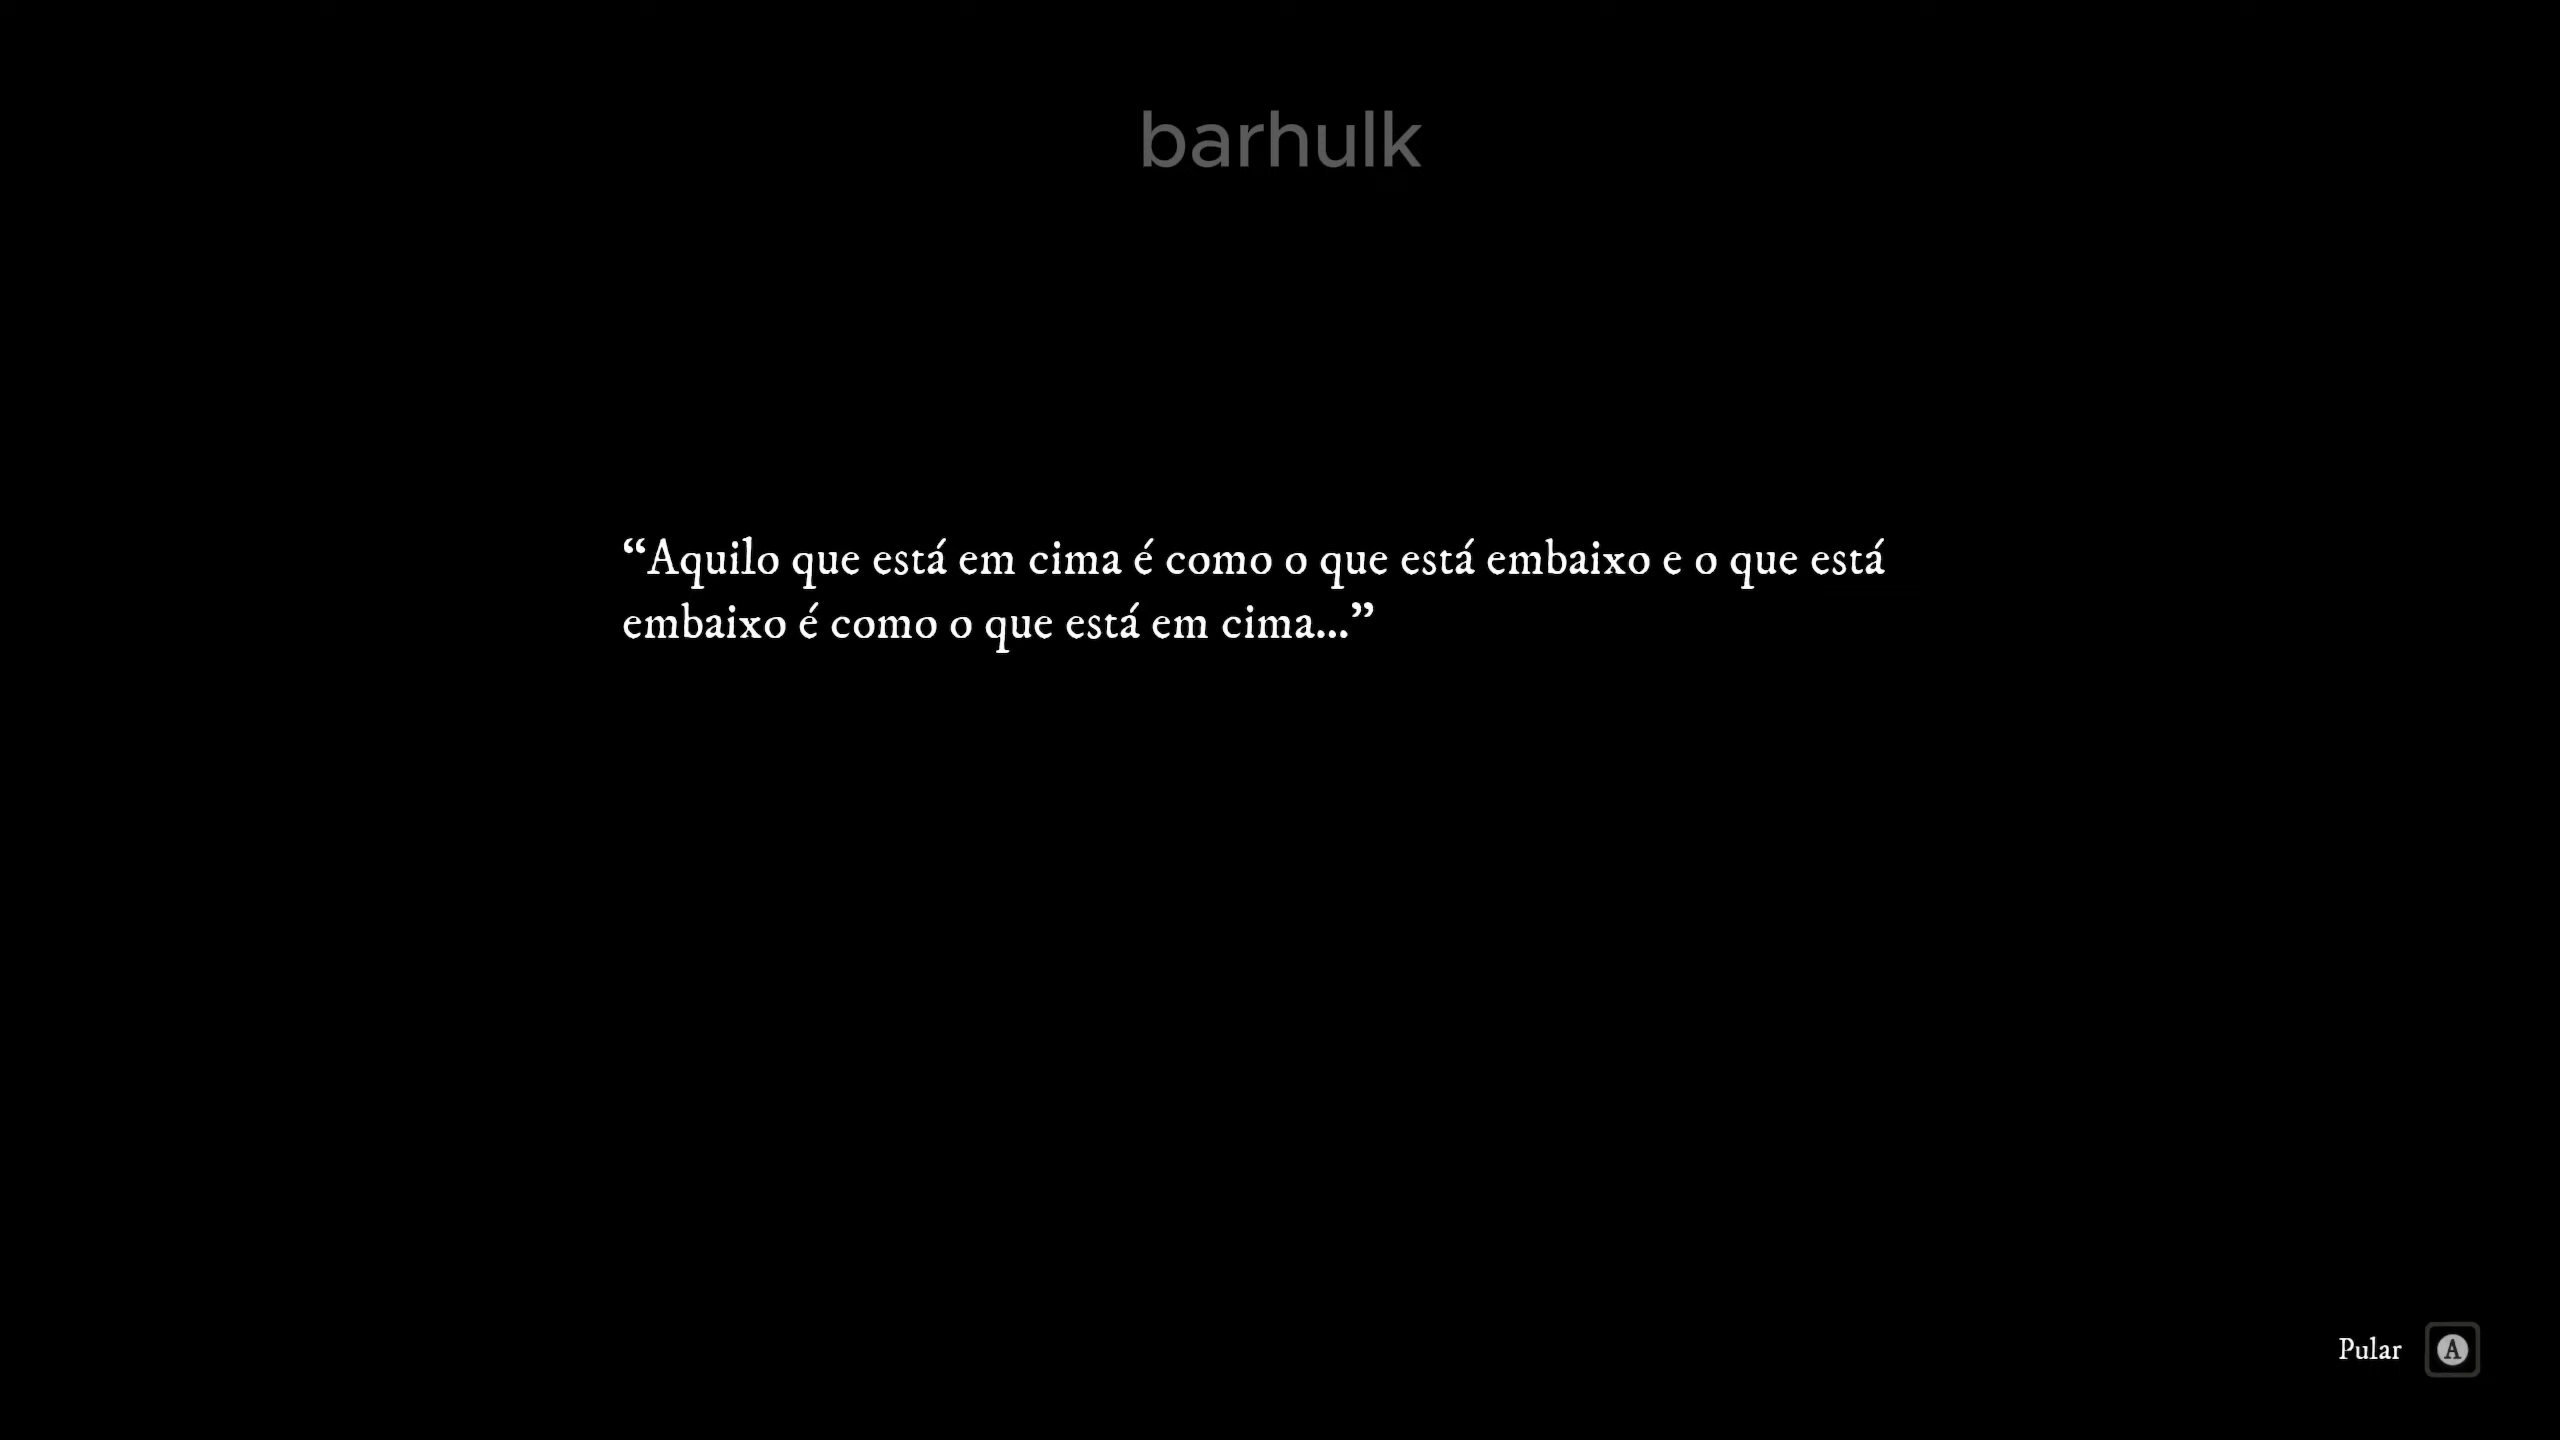 barhulk
“Aquilo que está em cima é como o que está embaixo e o que está
embaixo é como o que está em cima...”
Pular A